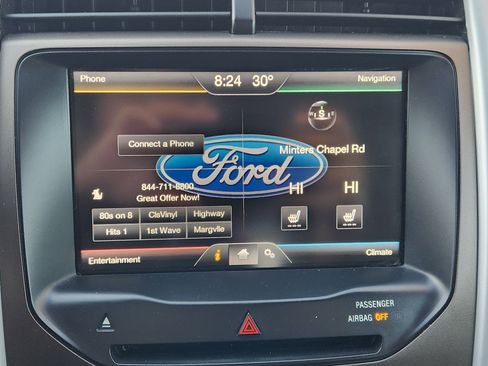 Phone
8:24 30°
Navigation
W S E
Connect a Phone
Minters Chapel Rd
Ford
844-711-8800
Great Offer Now!
HI HI
80s on 8 ClsVinyl Highway
Hits 1 1st Wave Margvlle
Entertainment
i
Climate
PASSENGER
AIRBAG OFF